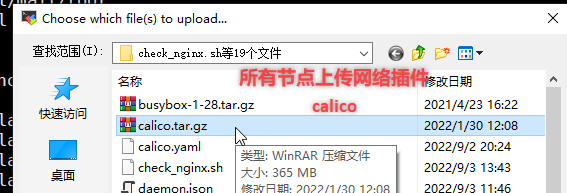 Choose which file(s) to upload...
查找范围(I):
check_nginx.sh等19个文件
所有节点上传网络插件
calico
快速访问
桌面
名称
修改日期
busybox-1-28.tar.gz
2021/4/23 16:22
calico.tar.gz
2022/1/30 12:08
calico.yaml
2022/9/2 20:24
check_nginx.sh
2022/9/3 13:43
daemon.json
2022/9/3 12:46
类型: WinRAR 压缩文件
大小: 365 MB
修改日期: 2022/1/30 12:08